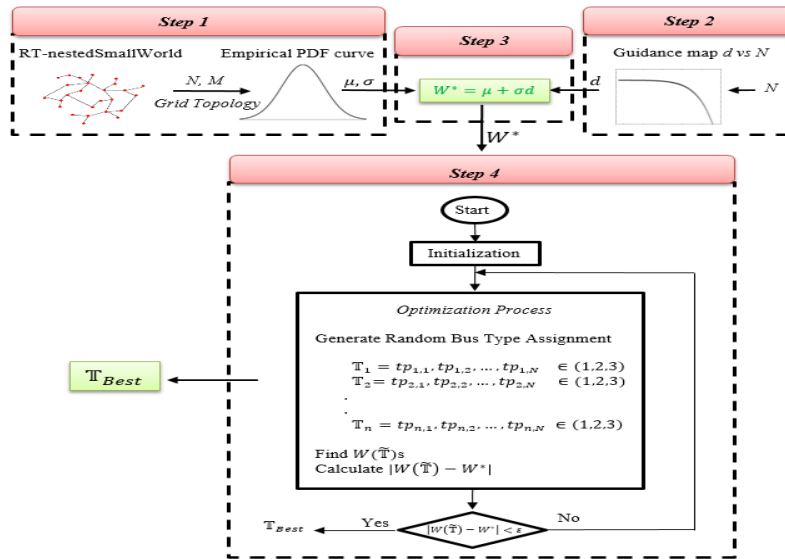 Step 1
RT-nestedSmallWorld
Empirical PDF curve
N, M
Grid Topology
μ, σ
Step 3
W* = μ + σd
Step 2
Guidance map d vs N
d
N
W*
Step 4
Start
Initialization
Optimization Process
Generate Random Bus Type Assignment
𝕋₁ = tp₁,₁, tp₁,₂, ..., tp₁,N ∈ (1,2,3)
𝕋₂ = tp₂,₁, tp₂,₂, ..., tp₂,N ∈ (1,2,3)
.
.
𝕋ₙ = tpₙ,₁, tpₙ,₂, ..., tpₙ,N ∈ (1,2,3)
Find W(𝕋̃)s
Calculate |W(𝕋̃) − W*|
|W(𝕋̃) − W*| < ε
Yes
No
𝕋Best
𝕋Best